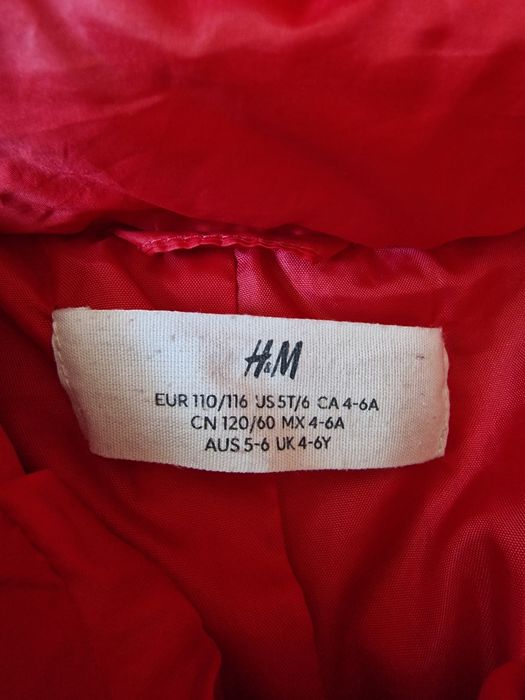 H&M
EUR 110/116 US 5T/6 CA 4-6A
CN 120/60 MX 4-6A
AUS 5-6 UK 4-6Y